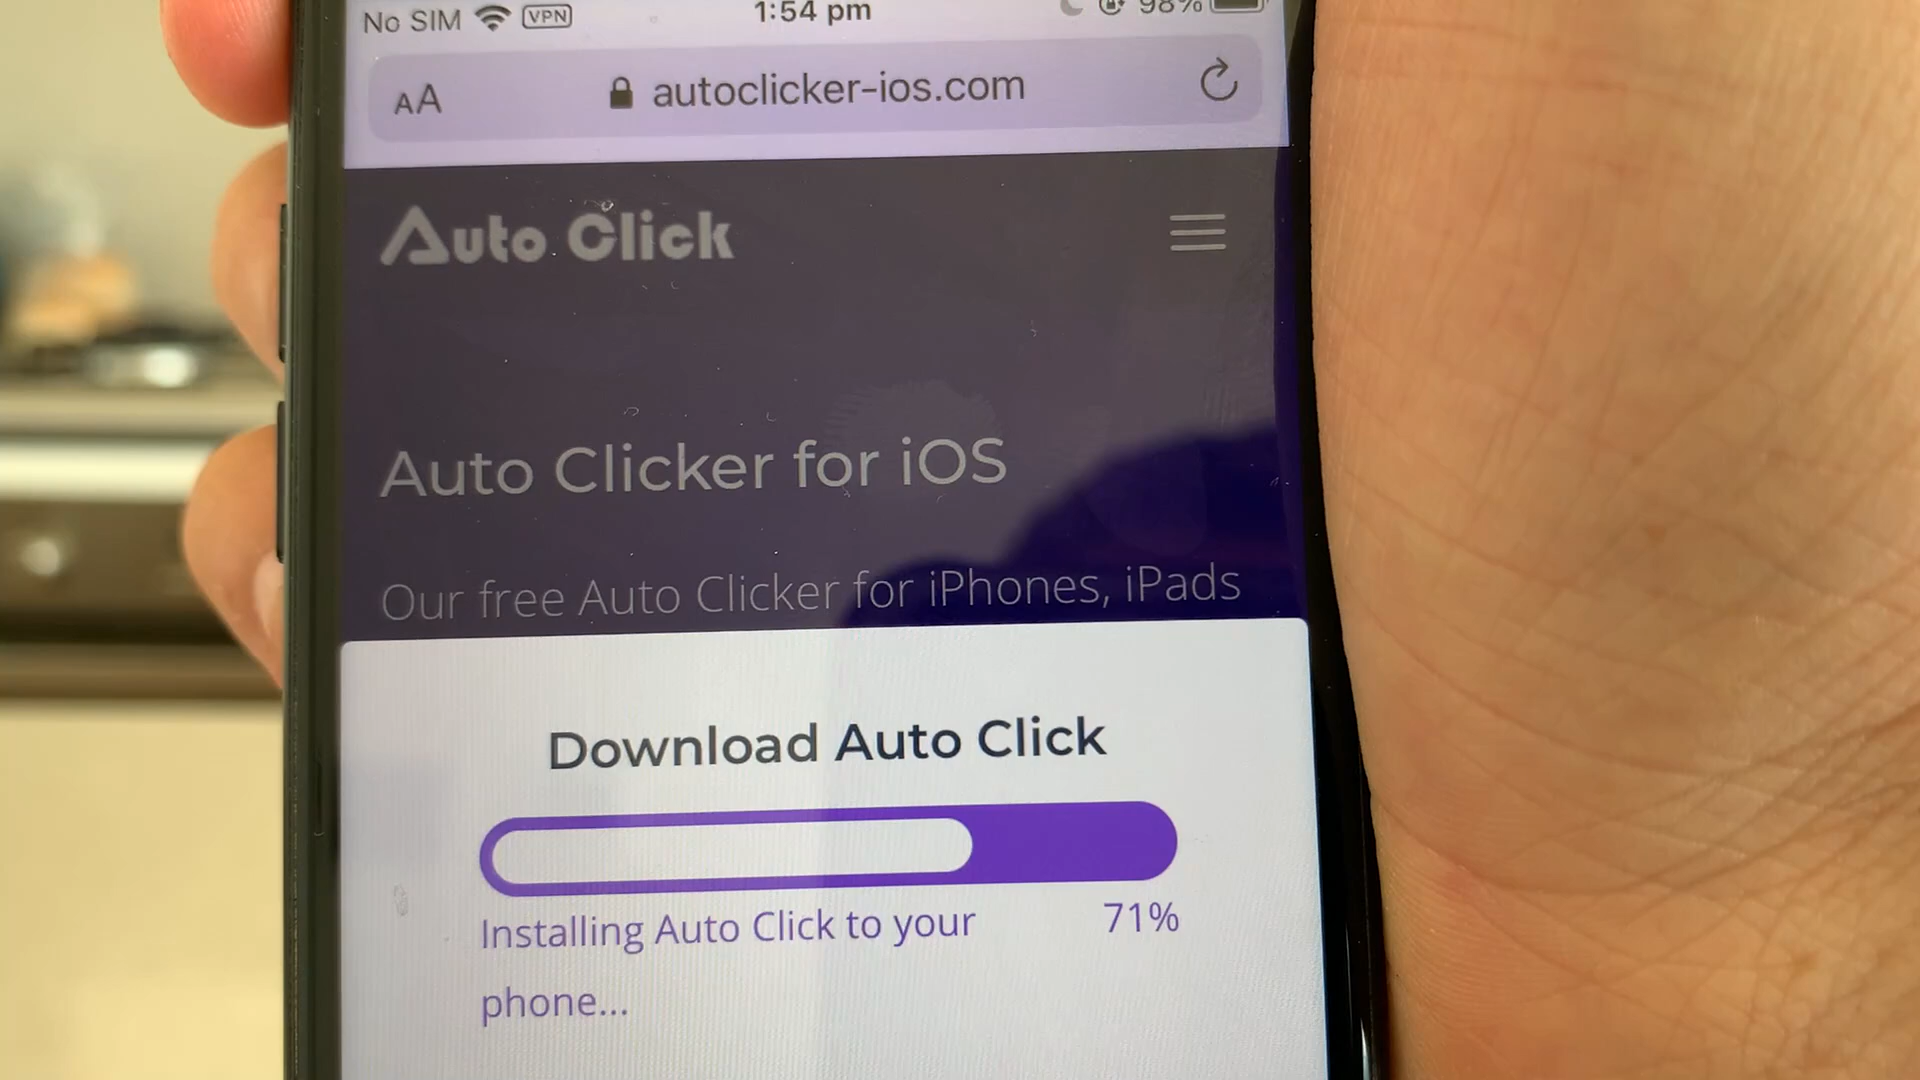 No SIM VPN 1:54 pm 98%
AA autoclicker-ios.com
Auto Click
Auto Clicker for iOS
Our free Auto Clicker for iPhones, iPads
Download Auto Click
Installing Auto Click to your 71%
phone...